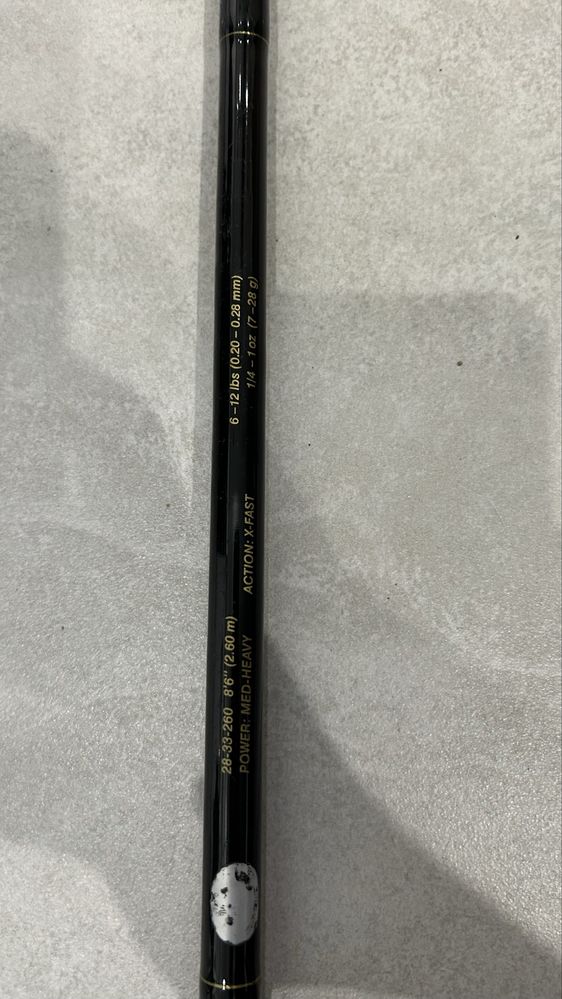 28-33-260 8'6" (2.60 m)
POWER: MED-HEAVY
ACTION: X-FAST
6 –12 lbs (0.20 – 0.28 mm)
1/4 – 1 oz (7 –28 g)